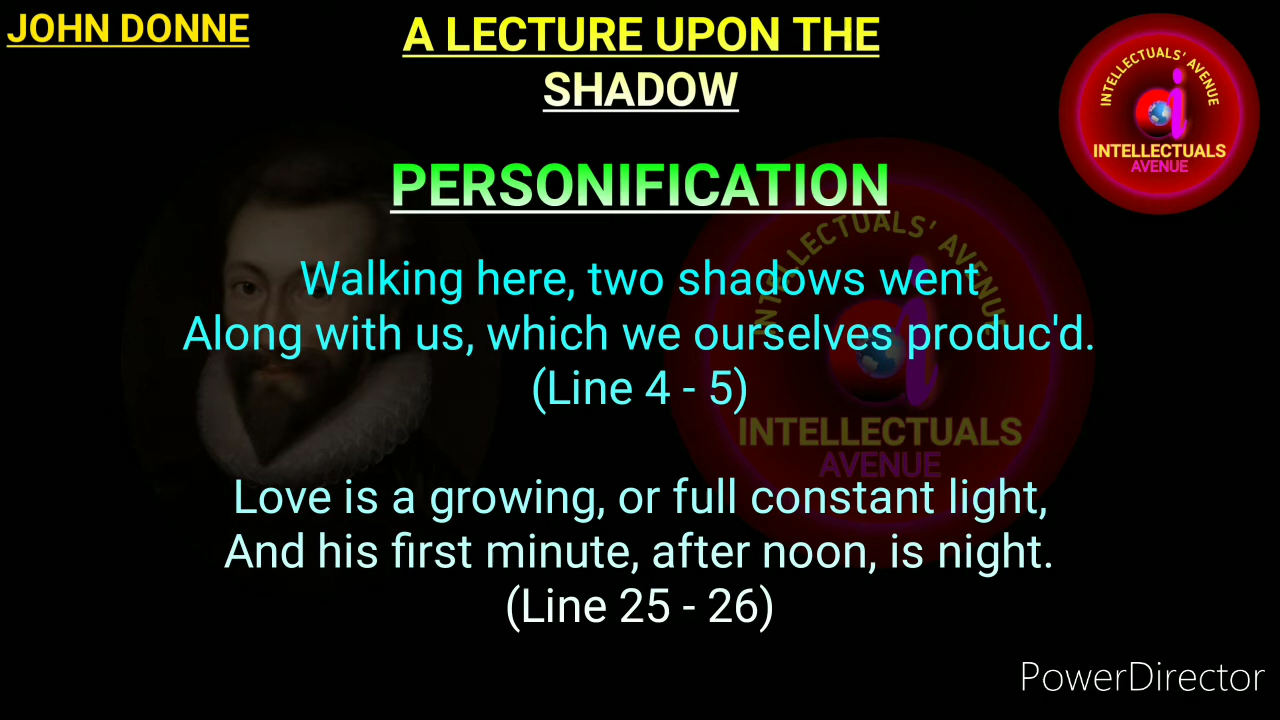 JOHN DONNE
A LECTURE UPON THE
SHADOW
INTELLECTUALS' AVENUE
i
INTELLECTUALS
AVENUE
PERSONIFICATION
Walking here, two shadows went
Along with us, which we ourselves produc'd.
(Line 4 - 5)
Love is a growing, or full constant light,
And his first minute, after noon, is night.
(Line 25 - 26)
INTELLECTUALS' AVENUE
i
INTELLECTUALS
AVENUE
PowerDirector